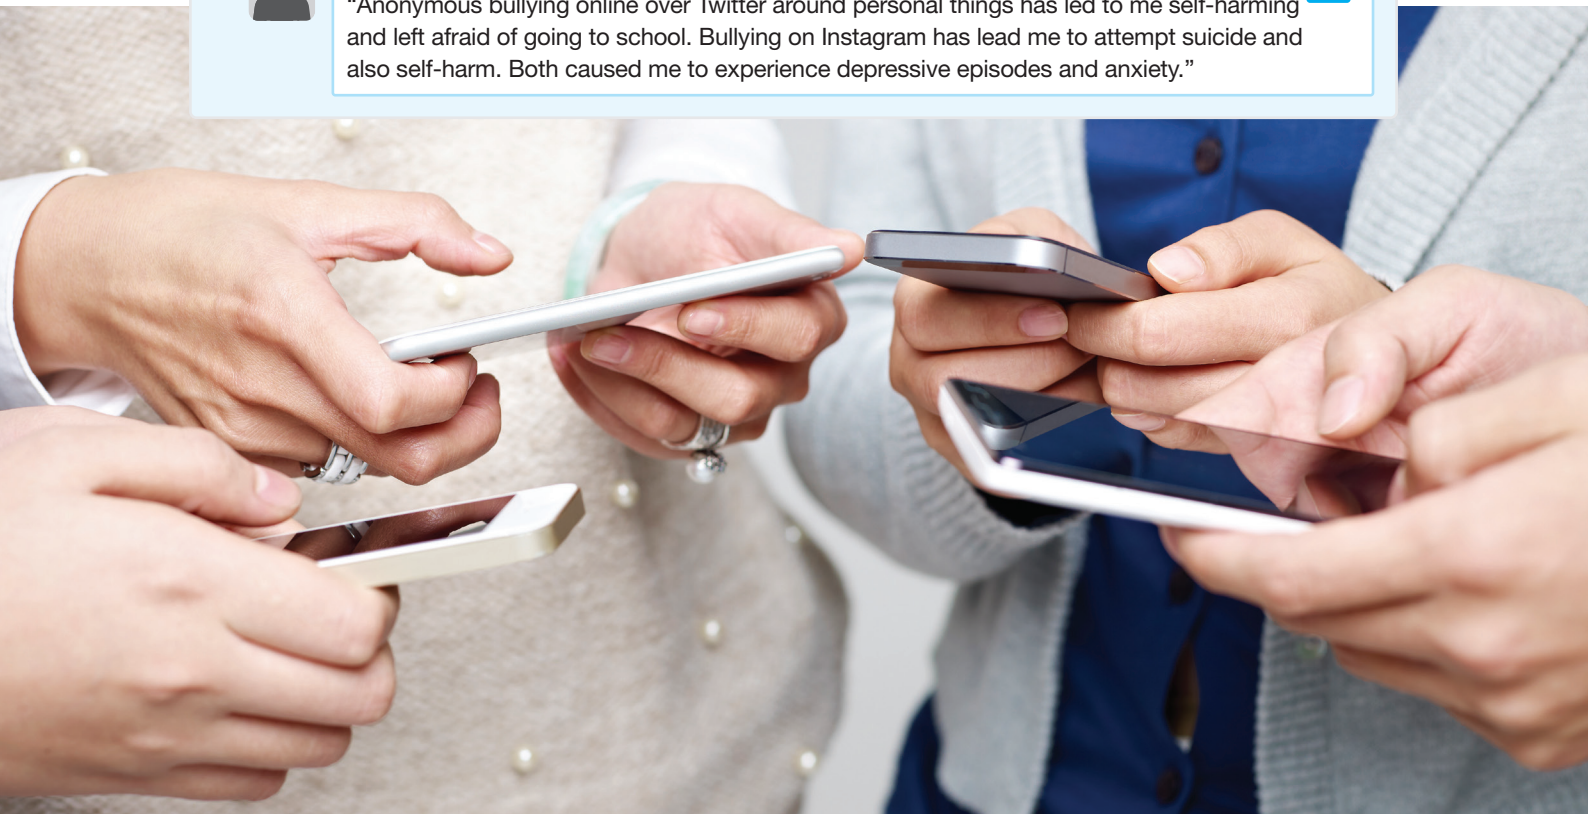 “Anonymous bullying online over Twitter around personal things has led to me self-harming
and left afraid of going to school. Bullying on Instagram has lead me to attempt suicide and
also self-harm. Both caused me to experience depressive episodes and anxiety.”